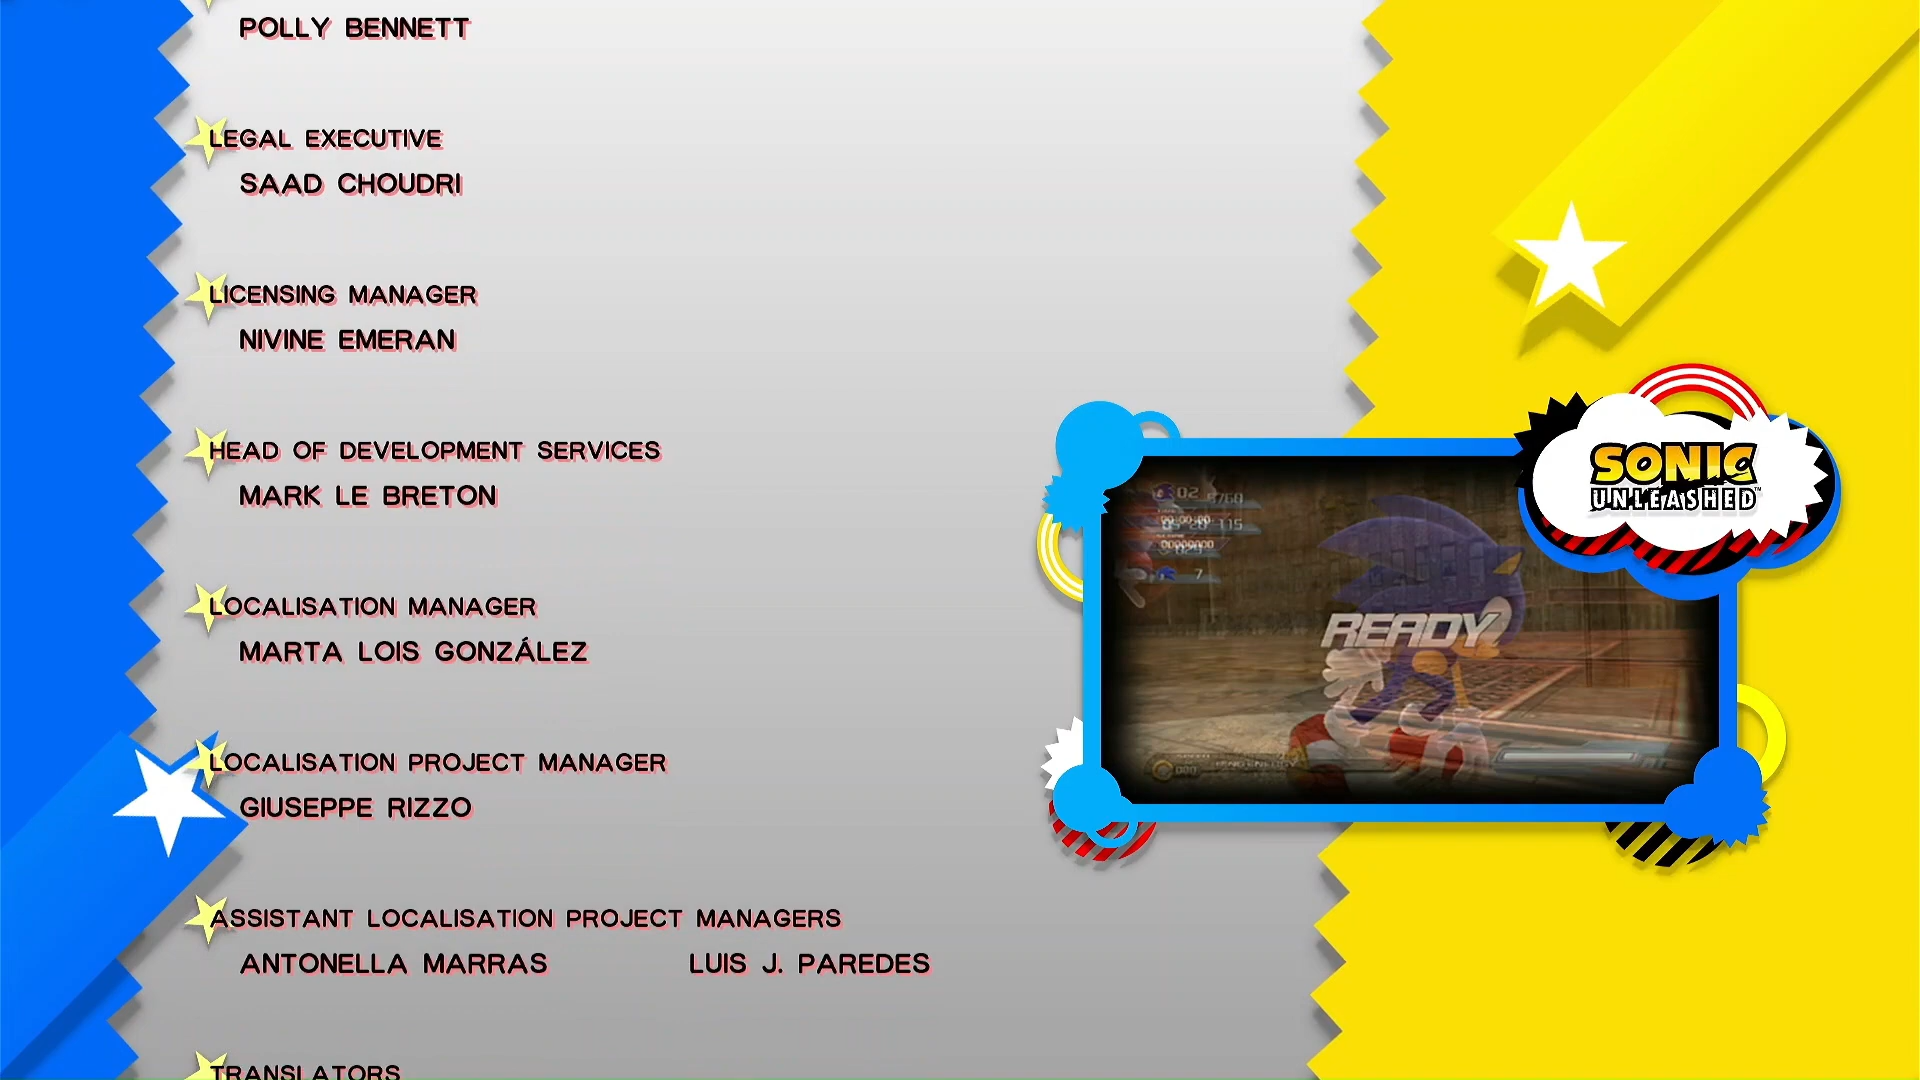 POLLY BENNETT
LEGAL EXECUTIVE
SAAD CHOUDRI
LICENSING MANAGER
NIVINE EMERAN
HEAD OF DEVELOPMENT SERVICES
MARK LE BRETON
LOCALISATION MANAGER
MARTA LOIS GONZÁLEZ
LOCALISATION PROJECT MANAGER
GIUSEPPE RIZZO
ASSISTANT LOCALISATION PROJECT MANAGERS
ANTONELLA MARRAS LUIS J. PAREDES
TRANSLATORS
SONIC
UNLEASHED
02
7
READY